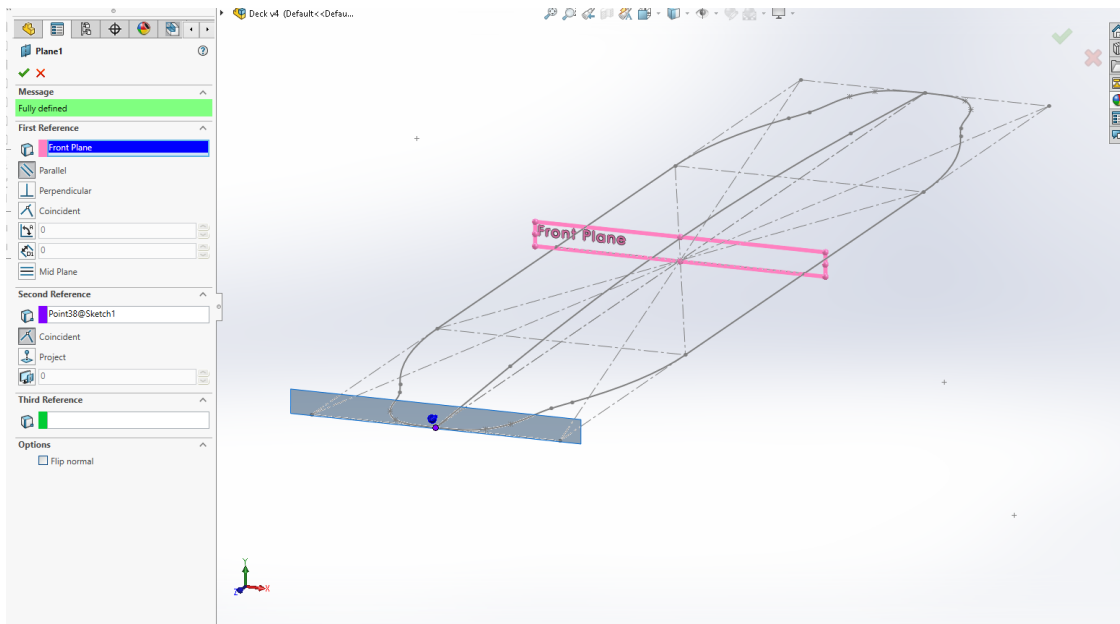 Deck v4 (Default<<Defau...
Plane1
Message
Fully defined
First Reference
Front Plane
Parallel
Perpendicular
Coincident
0
0
Mid Plane
Second Reference
Point38@Sketch1
Coincident
Project
0
Third Reference
Options
Flip normal
Front Plane
Y
X
Z